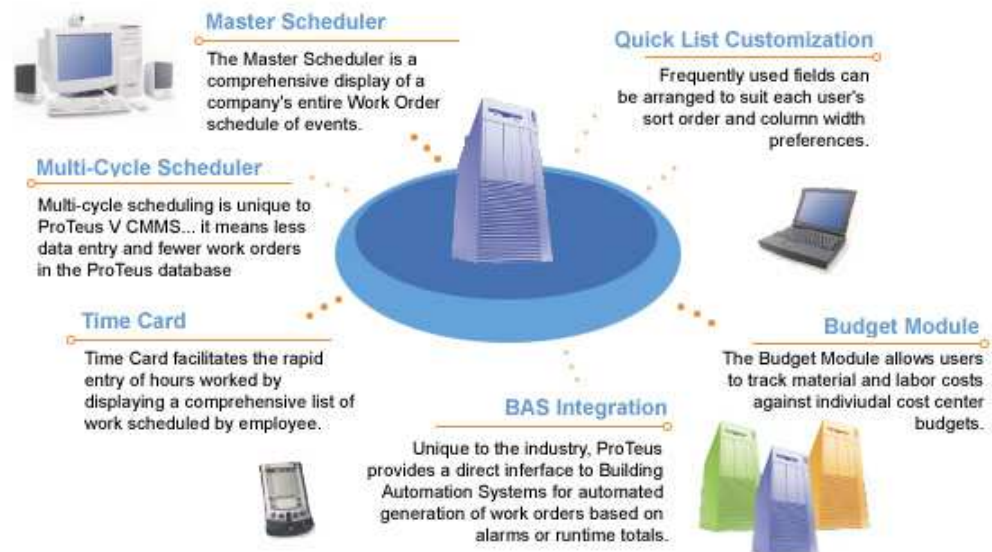 Master Scheduler
The Master Scheduler is a
comprehensive display of a
company's entire Work Order
schedule of events.
Quick List Customization
Frequently used fields can
be arranged to suit each user's
sort order and column width
preferences.
Multi-Cycle Scheduler
Multi-cycle scheduling is unique to
ProTeus V CMMS... it means less
data entry and fewer work orders
in the ProTeus database
Time Card
Time Card facilitates the rapid
entry of hours worked by
displaying a comprehensive list of
work scheduled by employee.
Budget Module
The Budget Module allows users
to track material and labor costs
against indiviudal cost center
budgets.
BAS Integration
Unique to the industry, ProTeus
provides a direct inferface to Building
Automation Systems for automated
generation of work orders based on
alarms or runtime totals.